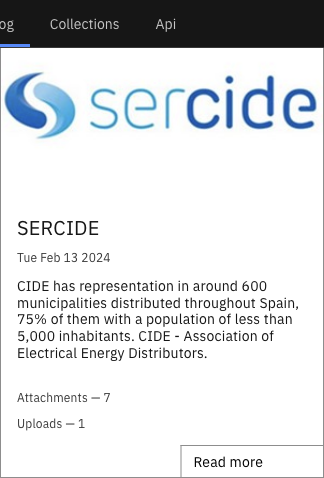 og Collections Api
sercide
SERCIDE
Tue Feb 13 2024
CIDE has representation in around 600
municipalities distributed throughout Spain,
75% of them with a population of less than
5,000 inhabitants. CIDE - Association of
Electrical Energy Distributors.
Attachments — 7
Uploads — 1
Read more